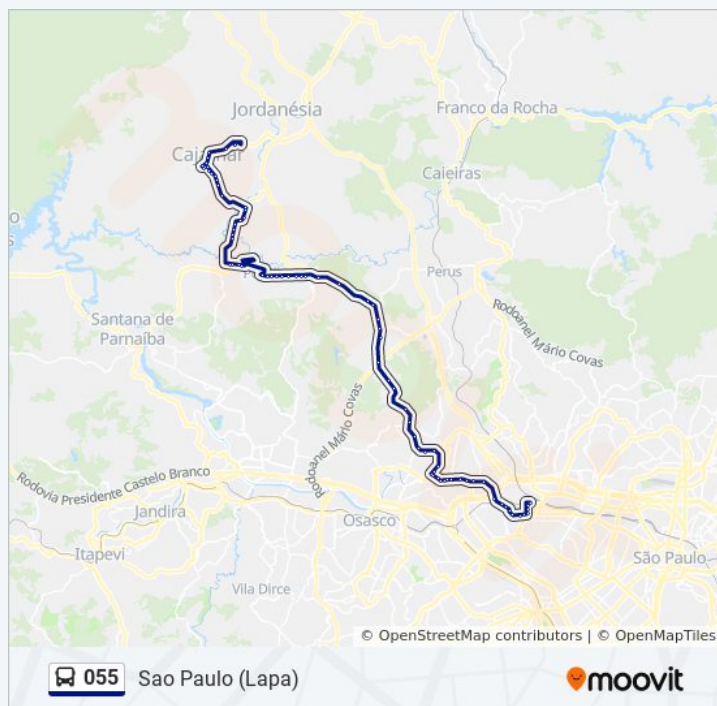 Jordanésia
Franco da Rocha
Caieiras
Perus
Santana de
Parnaíba
Rodoanel Mário Covas
Rodoanel Mário Covas
Rodovia Presidente Castelo Branco
Jandira
Osasco
Itapevi
Vila Dirce
São Paulo
© OpenStreetMap contributors | © OpenMapTiles
055 Sao Paulo (Lapa)
moovit